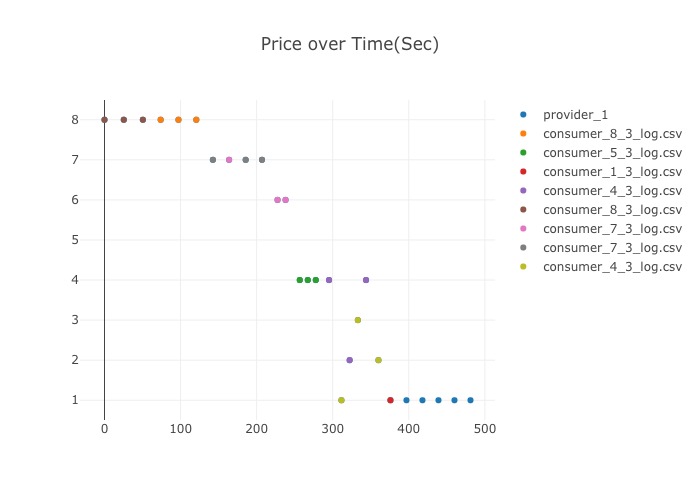 Price over Time(Sec)
8
7
6
5
4
3
2
1
0
100
200
300
400
500
provider_1
consumer_8_3_log.csv
consumer_5_3_log.csv
consumer_1_3_log.csv
consumer_4_3_log.csv
consumer_8_3_log.csv
consumer_7_3_log.csv
consumer_7_3_log.csv
consumer_4_3_log.csv